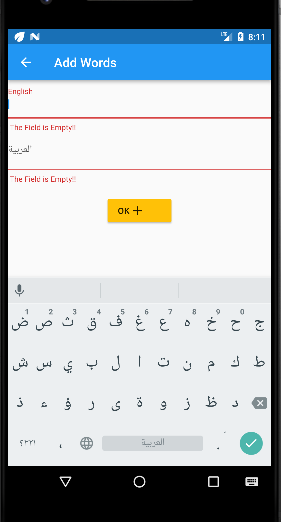 8:11
Add Words
English
The Field is Empty!!
العربية
The Field is Empty!!
OK +
1 2 3 4 5 6 7 8 9 0
ض ص ث ق ف غ ع ه خ ح ج
ش س ي ب ل ا ت ن م ك ط
ذ ء ؤ ر ى ة و ز ظ د
؟١٢٣ ، العربية .